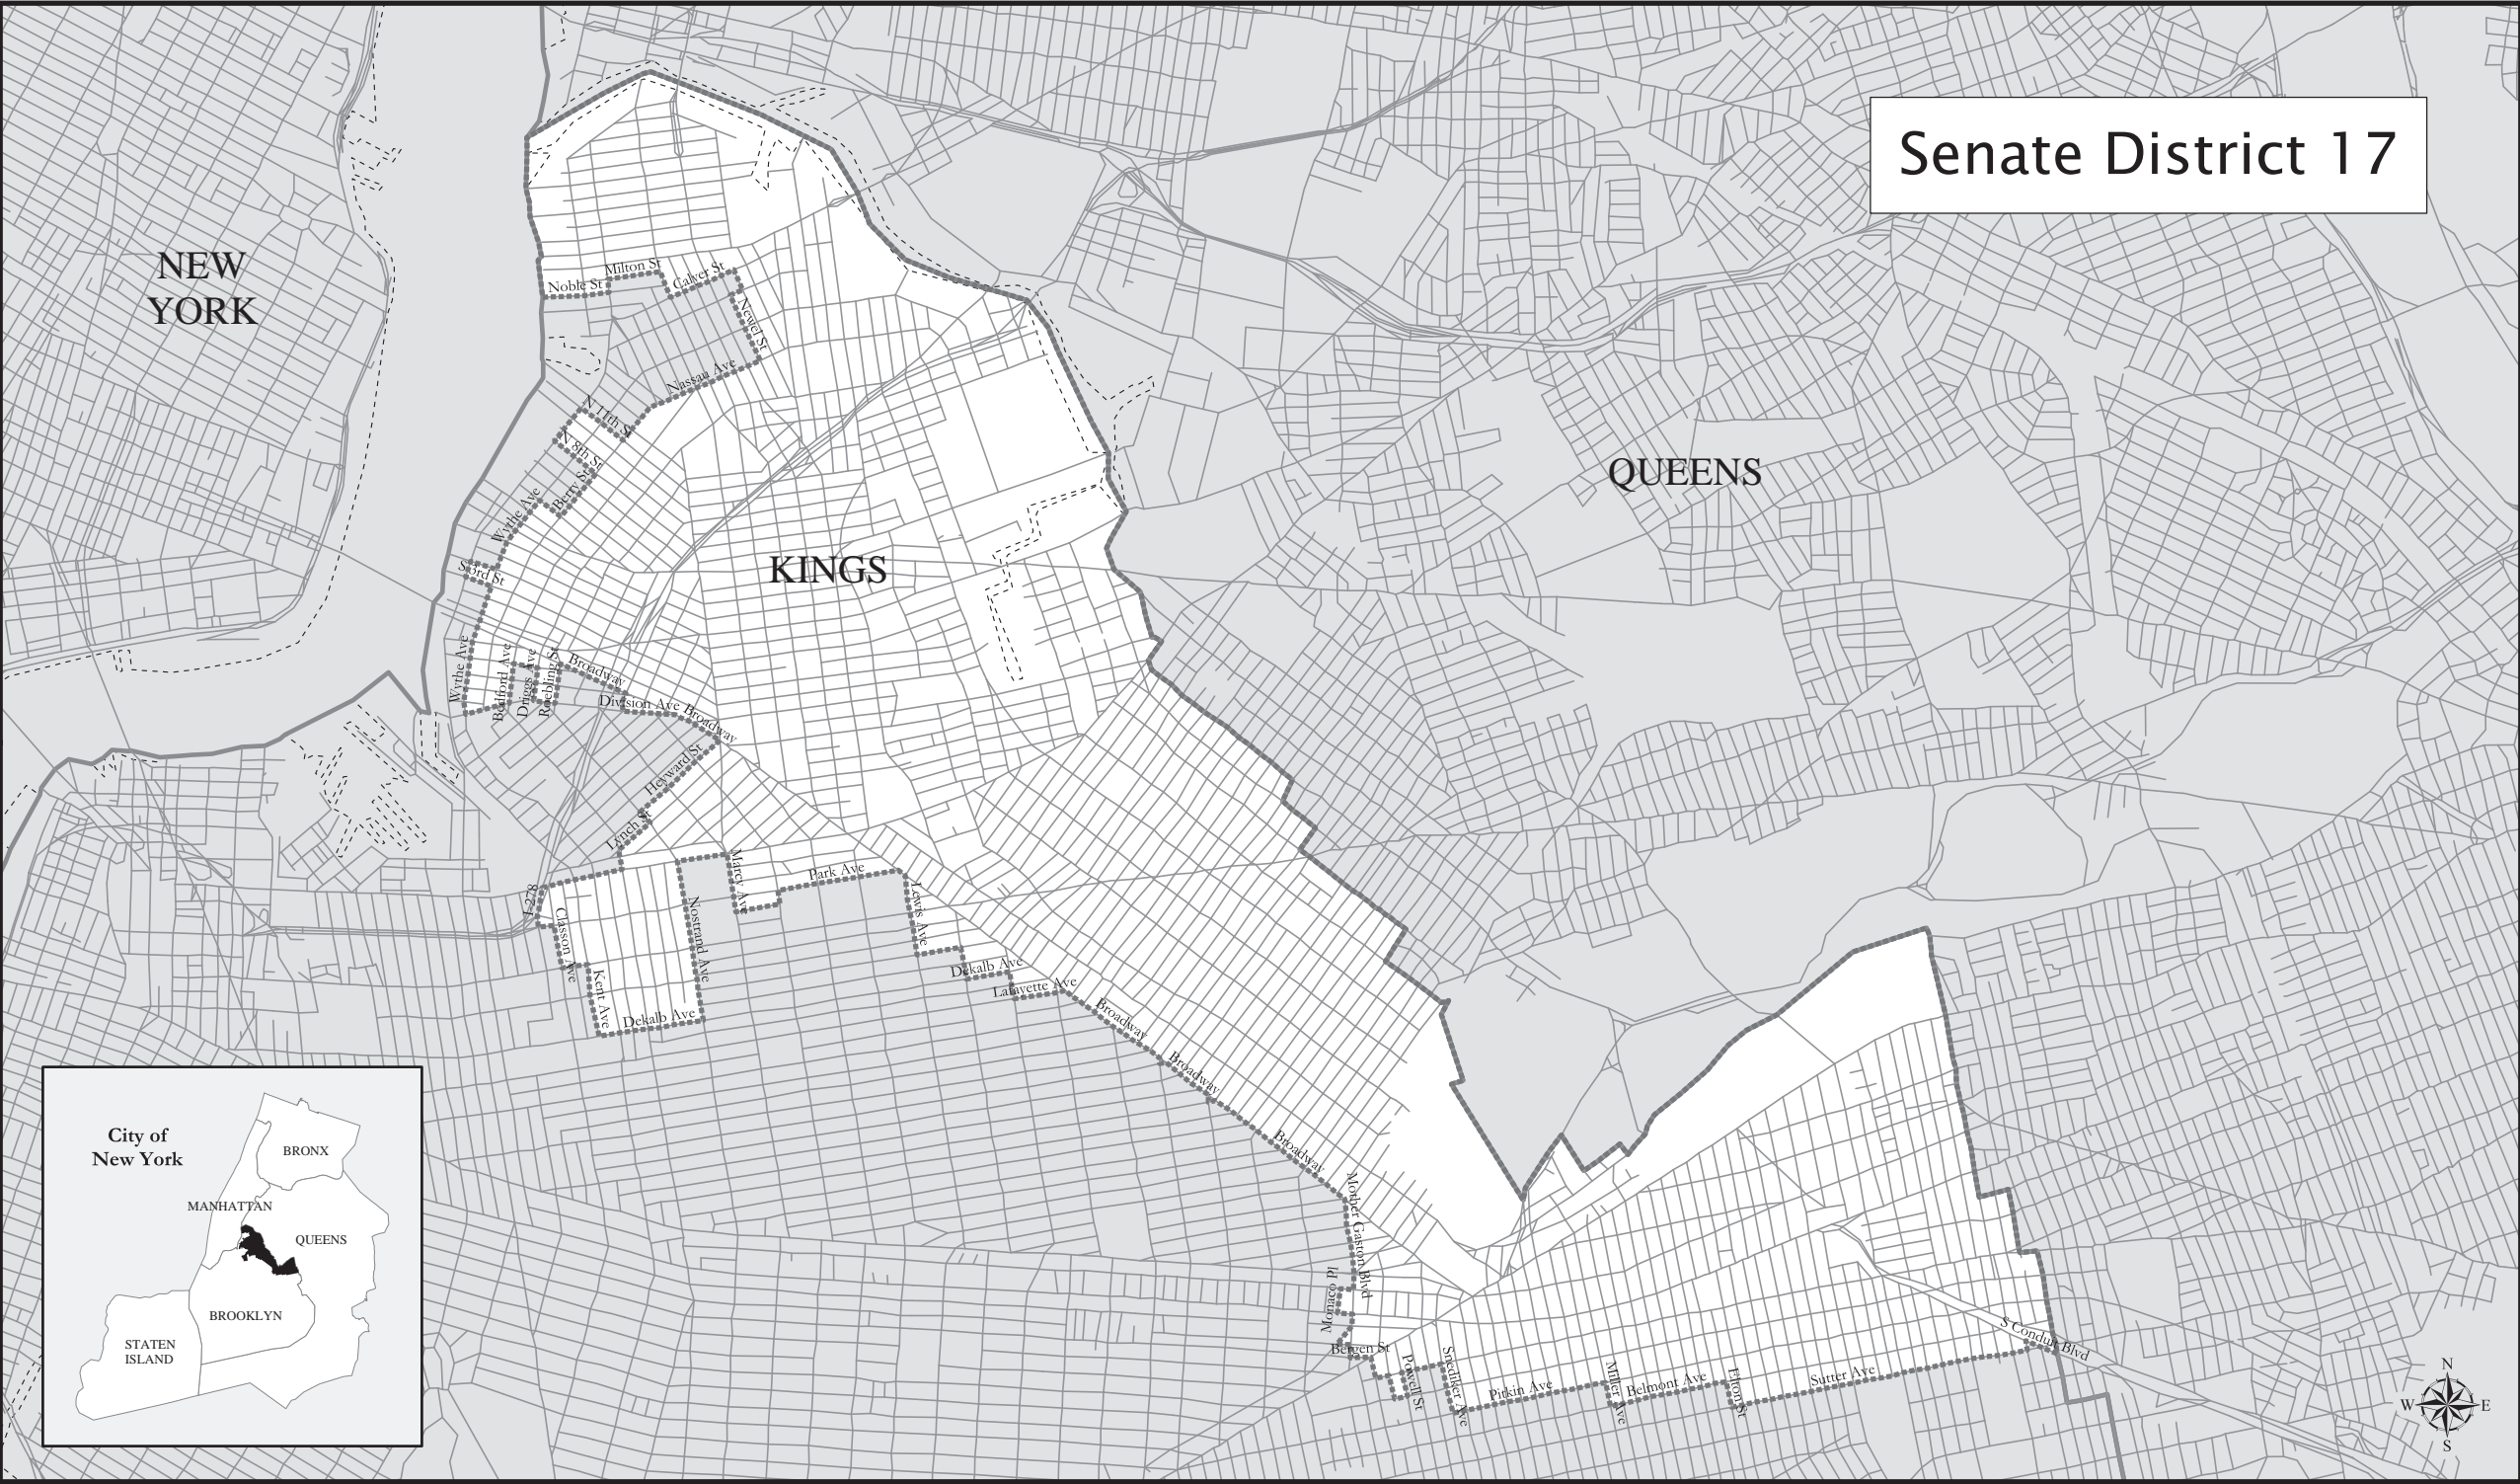 Senate District 17
NEW
YORK
Milton St
Noble St
Calyer St
Newel St
Nassau Ave
N 11th St
N 8th St
Berry St
Wythe Ave
QUEENS
KINGS
S 3rd St
Wythe Ave
Bedford Ave
Driggs Ave
Roebling St
Broadway
Division Ave
Broadway
Heyward St
Lynch St
Marcy Ave
Park Ave
I-278
Classon Ave
Nostrand Ave
Lewis Ave
Kent Ave
Dekalb Ave
Dekalb Ave
Lafayette Ave
Broadway
Broadway
Broadway
Mother Gaston Blvd
Monaco Pl
Bergen St
Powell St
Snediker Ave
Pitkin Ave
Miller Ave
Belmont Ave
Elton St
Sutter Ave
S Conduit Blvd
City of
New York
BRONX
MANHATTAN
QUEENS
BROOKLYN
STATEN
ISLAND
N
W
E
S